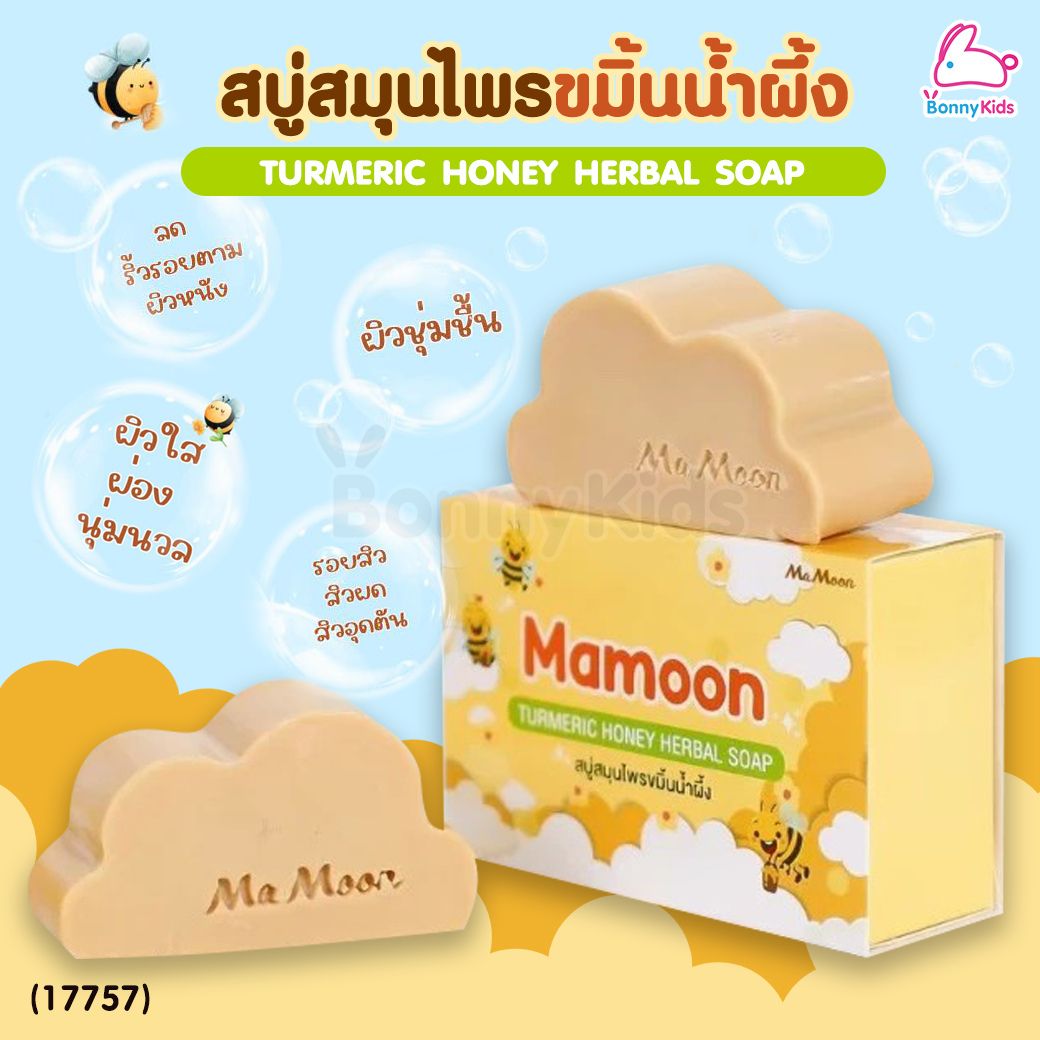 สบู่สมุนไพรขมิ้นน้ำผึ้ง
BonnyKids
TURMERIC HONEY HERBAL SOAP
ลด
ริ้วรอยตาม
ผิวหนัง
ผิวชุ่มชื้น
ผิวใส
ผ่อง
นุ่มนวล
รอยสิว
สิวผด
สิวอุดตัน
Ma Moon
BonnyKids
MaMoon
Mamoon
TURMERIC HONEY HERBAL SOAP
สบู่สมุนไพรขมิ้นน้ำผึ้ง
Ma Moon
(17757)